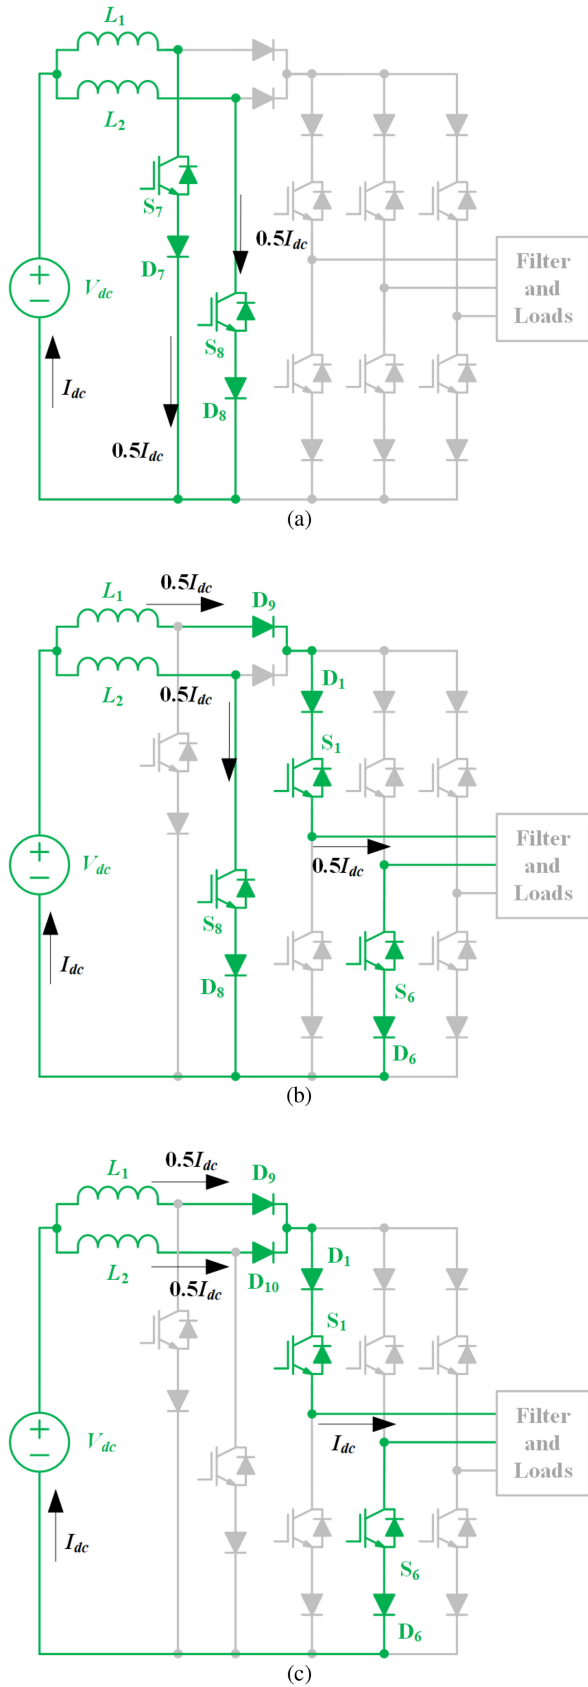 L1
L2
S7
D7
0.5Idc
Filter
and
Loads
+
−
Vdc
S8
Idc
D8
0.5Idc
(a)
0.5Idc
L1
D9
L2
0.5Idc
D1
S1
Filter
and
Loads
+
−
Vdc
0.5Idc
S8
Idc
D8
S6
D6
(b)
0.5Idc
L1
D9
L2
0.5Idc
D10
D1
S1
Filter
and
Loads
+
−
Vdc
Idc
Idc
S6
D6
(c)